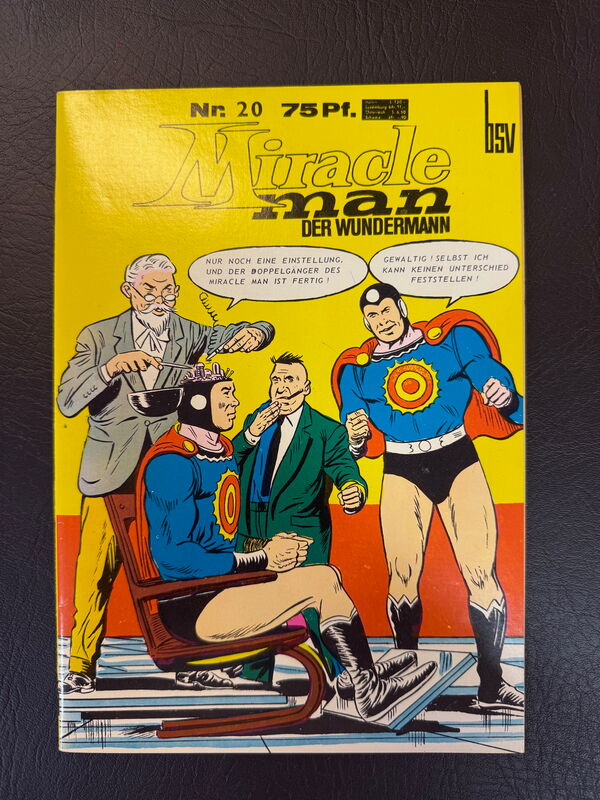 Nr. 20 75 Pf.
bsv
Miracle
man
DER WUNDERMANN
NUR NOCH EINE EINSTELLUNG,
UND DER DOPPELGÄNGER DES
MIRACLE MAN IST FERTIG!
GEWALTIG! SELBST ICH
KANN KEINEN UNTERSCHIED
FESTSTELLEN!